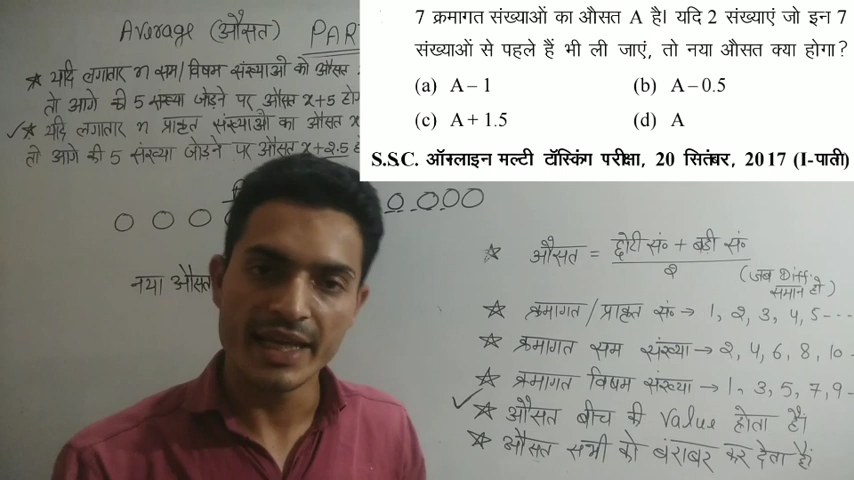 Average (औसत) PAR
7 क्रमागत संख्याओं का औसत A है। यदि 2 संख्याएं जो इन 7
संख्याओं से पहले हैं भी ली जाएं, तो नया औसत क्या होगा?
(a) A – 1 (b) A – 0.5
(c) A + 1.5 (d) A
S.S.C. ऑनलाइन मल्टी टॉस्किंग परीक्षा, 20 सितंबर, 2017 (I-पाली)
☆ यदि लगातार n सम/विषम संख्याओं का औसत
तो आगे की 5 संख्या जोड़ने पर औसत x+5 होग
✓☆ यदि लगातार n प्राकृत संख्याओं का औसत x
तो आगे की 5 संख्या जोड़ने पर औसत x+2.5 ह
नया औसत
☆ औसत = छोटी सं० + बड़ी सं० / २
(जब Diff समान हो)
☆ क्रमागत/प्राकृत सं० → 1, 2, 3, 4, 5 - - -
☆ क्रमागत सम संख्या → 2, 4, 6, 8, 10 -
☆ क्रमागत विषम संख्या → 1, 3, 5, 7, 9 -
✓☆ औसत बीच की value होता है।
☆ औसत सभी को बराबर कर देता है।